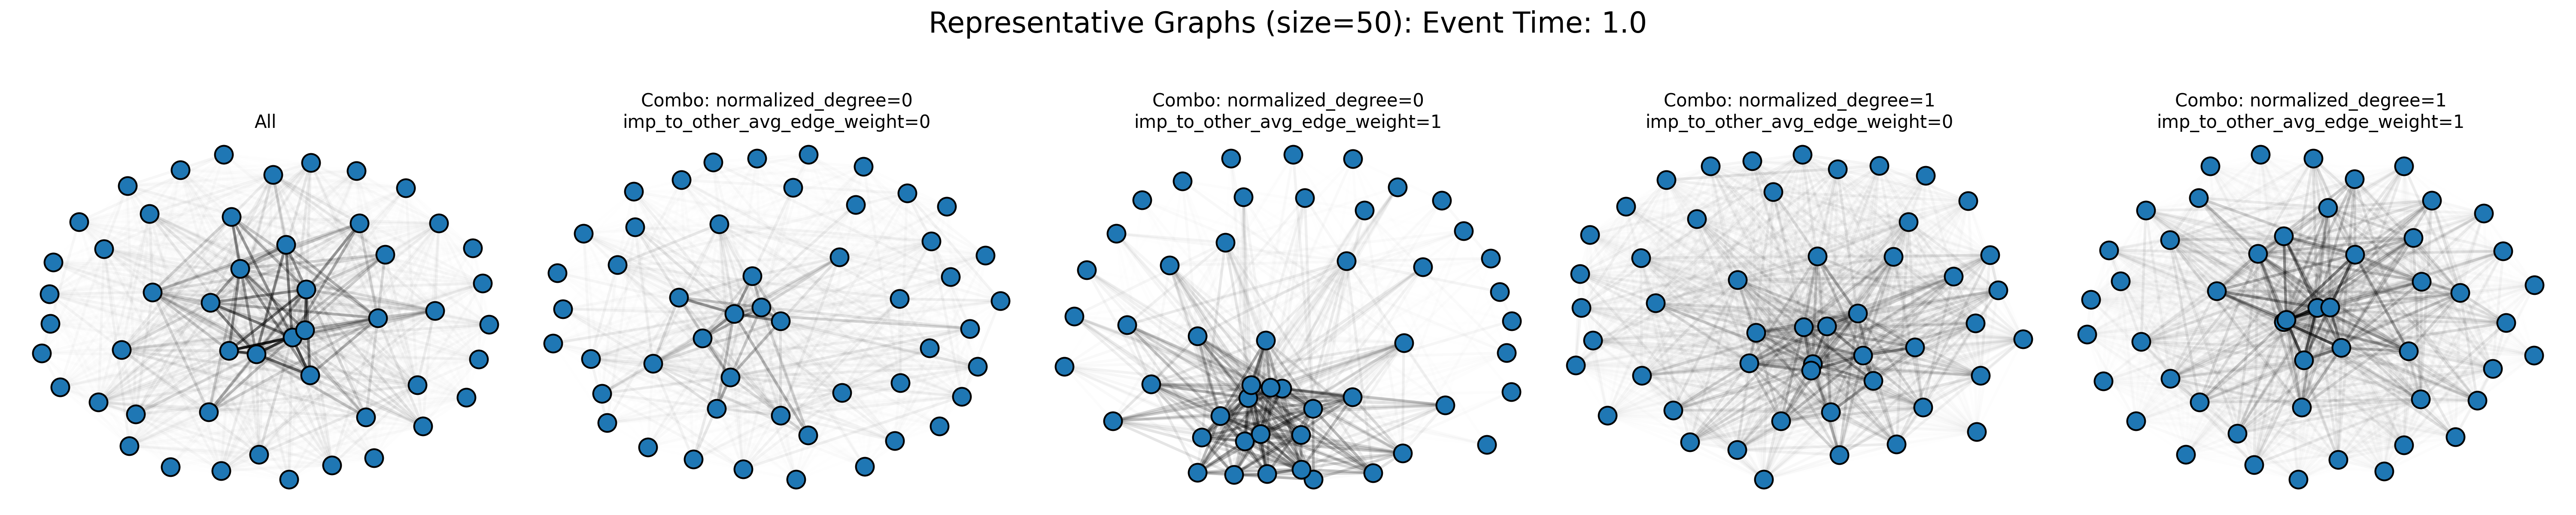 Representative Graphs (size=50): Event Time: 1.0
All
Combo: normalized_degree=0
imp_to_other_avg_edge_weight=0
Combo: normalized_degree=0
imp_to_other_avg_edge_weight=1
Combo: normalized_degree=1
imp_to_other_avg_edge_weight=0
Combo: normalized_degree=1
imp_to_other_avg_edge_weight=1